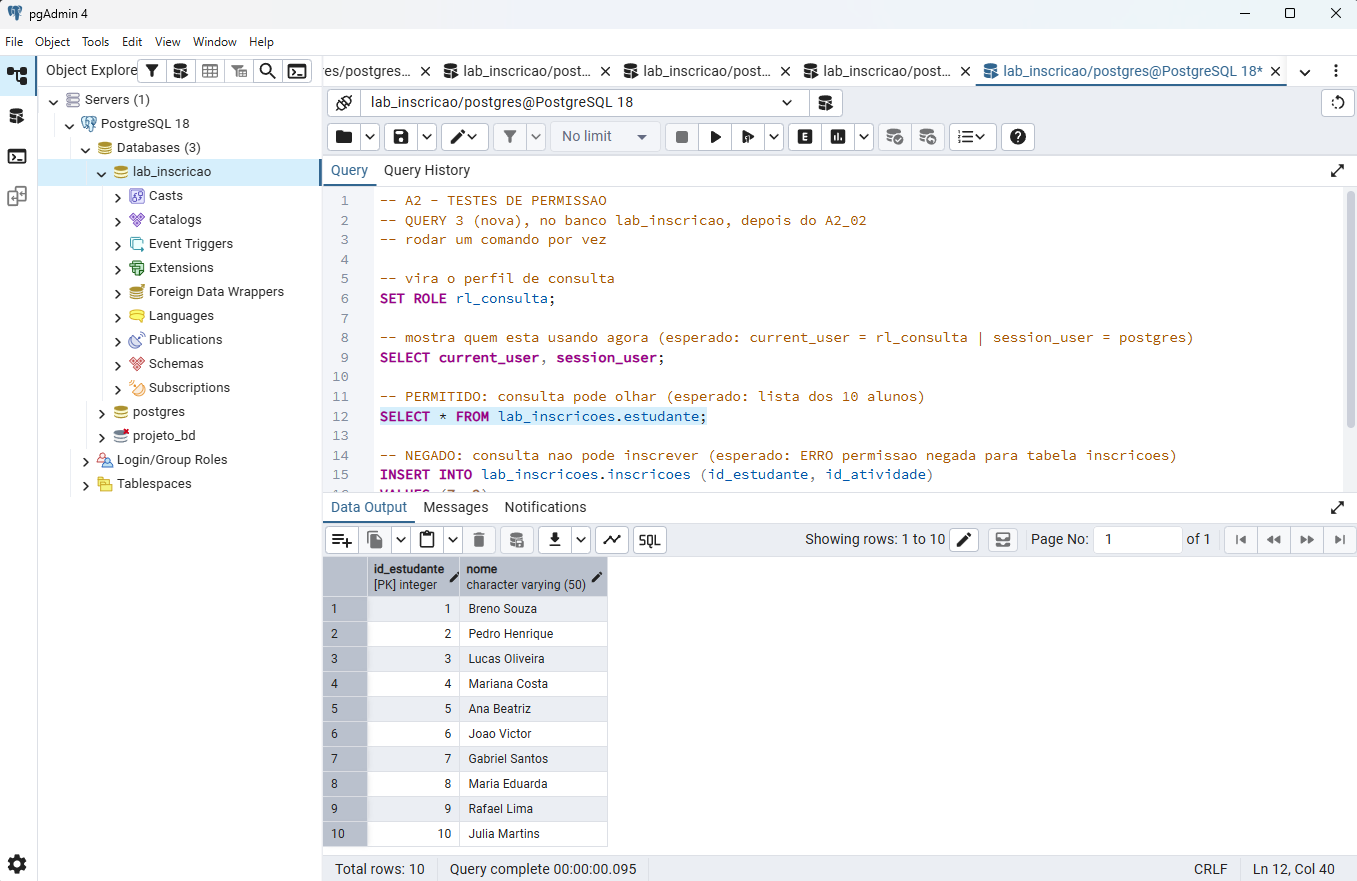 pgAdmin 4
File Object Tools Edit View Window Help
Object Explore
es/postgres...
lab_inscricao/post...
lab_inscricao/post...
lab_inscricao/post...
lab_inscricao/postgres@PostgreSQL 18*
Servers (1)
PostgreSQL 18
Databases (3)
lab_inscricao
Casts
Catalogs
Event Triggers
Extensions
Foreign Data Wrappers
Languages
Publications
Schemas
Subscriptions
postgres
projeto_bd
Login/Group Roles
Tablespaces
lab_inscricao/postgres@PostgreSQL 18
No limit
E
Query Query History
1 -- A2 - TESTES DE PERMISSAO
2 -- QUERY 3 (nova), no banco lab_inscricao, depois do A2_02
3 -- rodar um comando por vez
4
5 -- vira o perfil de consulta
6 SET ROLE rl_consulta;
7
8 -- mostra quem esta usando agora (esperado: current_user = rl_consulta | session_user = postgres)
9 SELECT current_user, session_user;
10
11 -- PERMITIDO: consulta pode olhar (esperado: lista dos 10 alunos)
12 SELECT * FROM lab_inscricoes.estudante;
13
14 -- NEGADO: consulta nao pode inscrever (esperado: ERRO permissao negada para tabela inscricoes)
15 INSERT INTO lab_inscricoes.inscricoes (id_estudante, id_atividade)
Data Output Messages Notifications
SQL
Showing rows: 1 to 10
Page No: 1 of 1
id_estudante nome
[PK] integer character varying (50)
1 1 Breno Souza
2 2 Pedro Henrique
3 3 Lucas Oliveira
4 4 Mariana Costa
5 5 Ana Beatriz
6 6 Joao Victor
7 7 Gabriel Santos
8 8 Maria Eduarda
9 9 Rafael Lima
10 10 Julia Martins
Total rows: 10 Query complete 00:00:00.095 CRLF Ln 12, Col 40